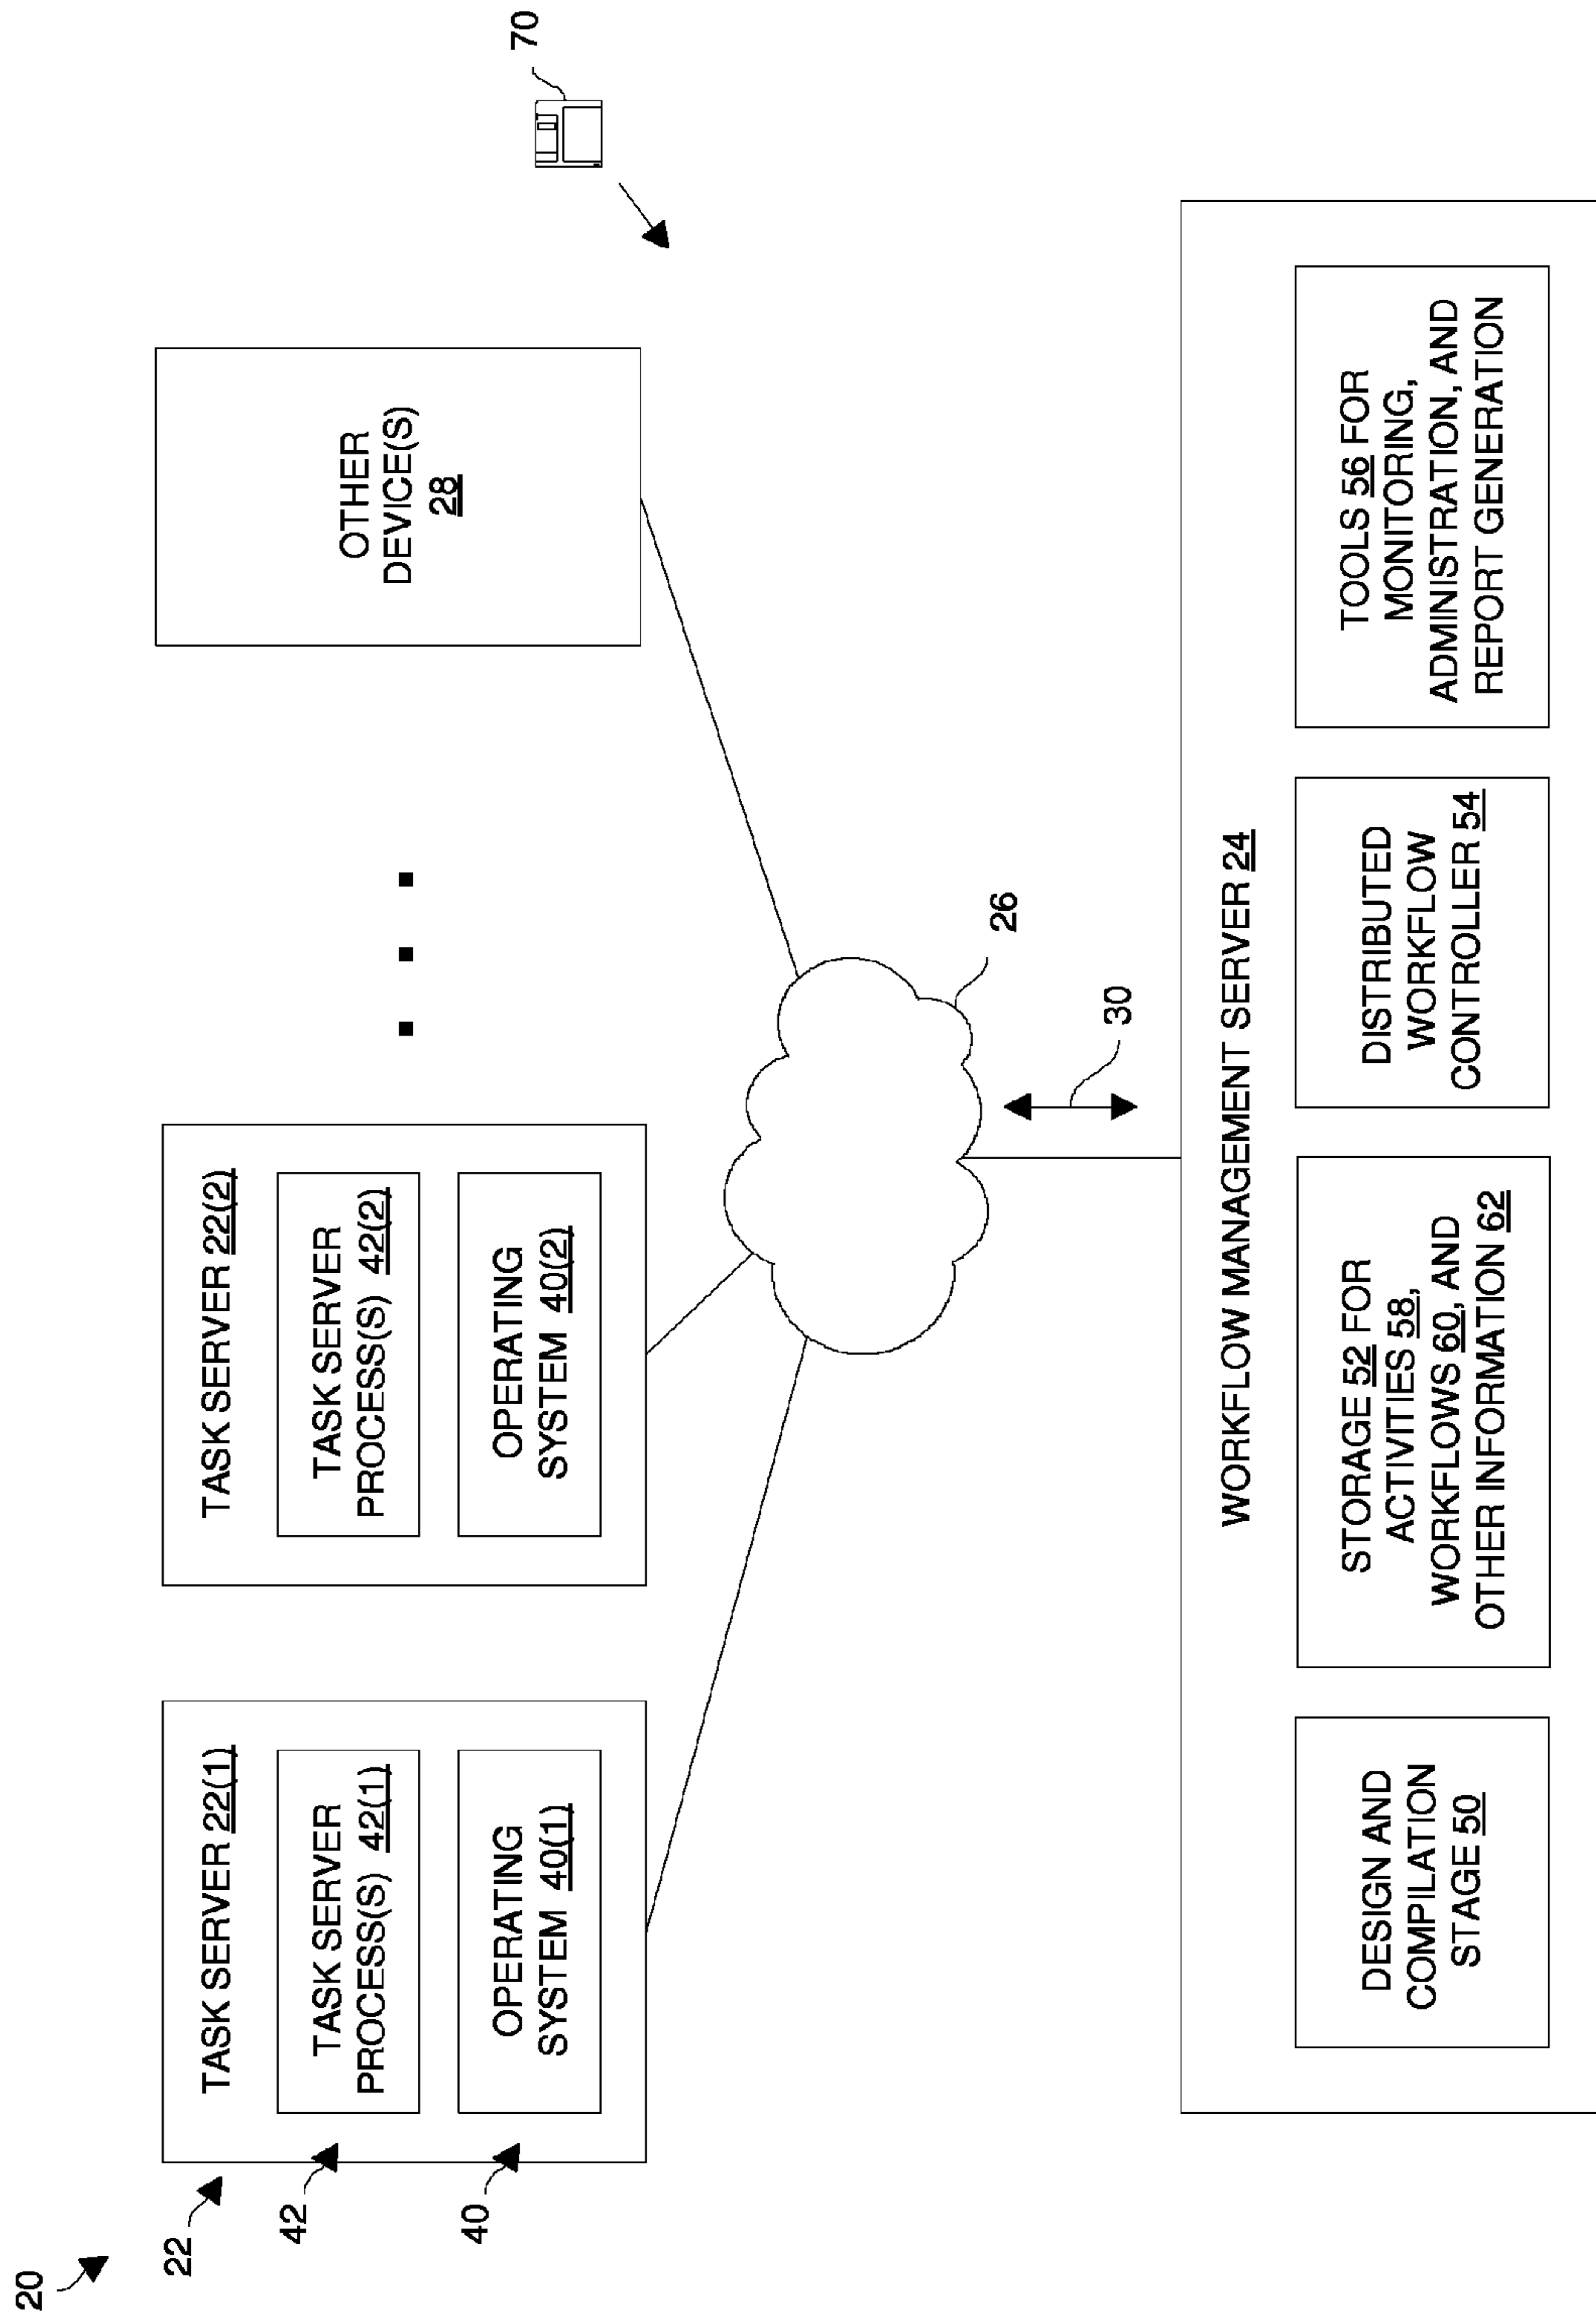 20
70
22
42
40
TASK SERVER 22(1)
TASK SERVER
PROCESS(S) 42(1)
OPERATING
SYSTEM 40(1)
TASK SERVER 22(2)
TASK SERVER
PROCESS(S) 42(2)
OPERATING
SYSTEM 40(2)
OTHER
DEVICE(S)
28
26
30
WORKFLOW MANAGEMENT SERVER 24
DESIGN AND
COMPILATION
STAGE 50
STORAGE 52 FOR
ACTIVITIES 58,
WORKFLOWS 60, AND
OTHER INFORMATION 62
DISTRIBUTED
WORKFLOW
CONTROLLER 54
TOOLS 56 FOR
MONITORING,
ADMINISTRATION, AND
REPORT GENERATION